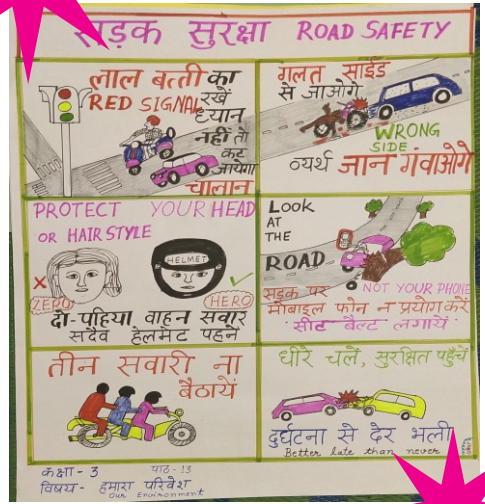 सड़क सुरक्षा ROAD SAFETY
लाल बत्ती का
RED SIGNAL रखें
ध्यान
नहीं तो
कट
जायेगा
चालान
गलत साईड
से जाओगे
WRONG
SIDE
व्यर्थ जान गंवाओगे
PROTECT YOUR HEAD
OR HAIR STYLE
HELMET
ZERO
HERO
दो-पहिया वाहन सवार
सदैव हेलमेट पहने
Look
AT
THE
ROAD
NOT YOUR PHONE
सड़क पर
मोबाइल फोन न प्रयोग करें
सीट बैल्ट लगायें
तीन सवारी ना
बैठायें
धीरे चलें, सुरक्षित पहुँचें
दुर्घटना से देर भली
Better late than never
कक्षा - 3 पाठ - 13
विषय - हमारा परिवेश
Our Environment